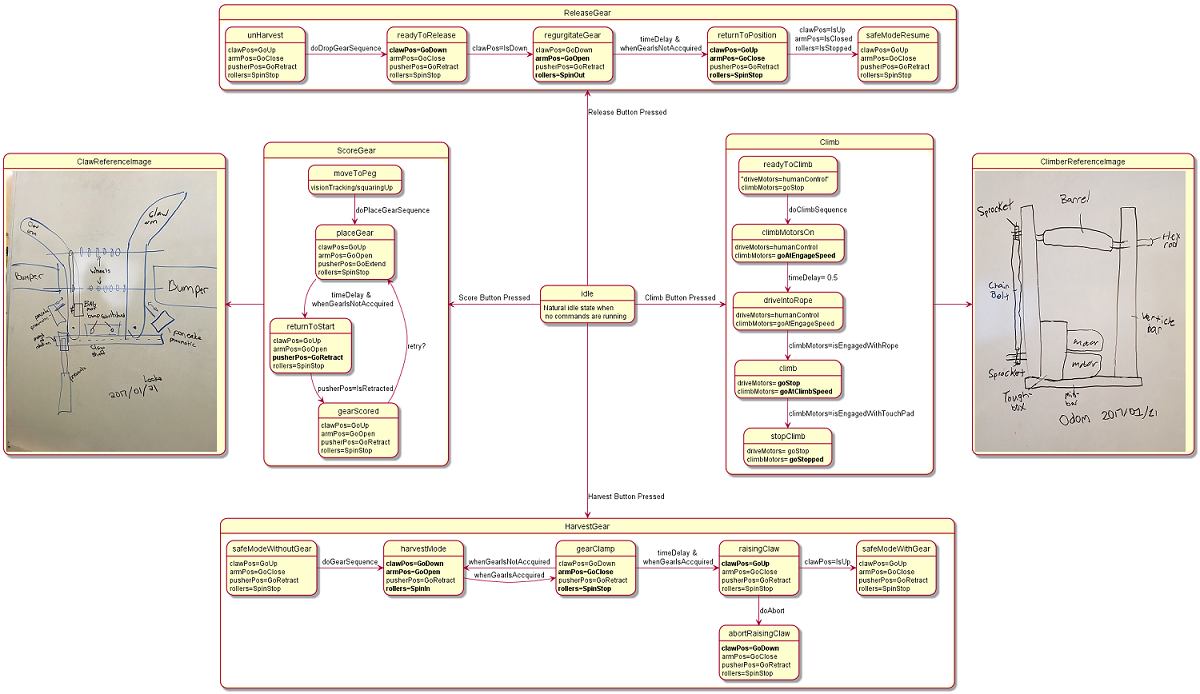 ReleaseGear
unHarvest
clawPos=GoUp
armPos=GoClose
pusherPos=GoRetract
rollers=SpinStop
doDropGearSequence
readyToRelease
clawPos=GoDown
armPos=GoClose
pusherPos=GoRetract
rollers=SpinStop
clawPos=IsDown
regurgitateGear
clawPos=GoDown
armPos=GoOpen
pusherPos=GoRetract
rollers=SpinOut
timeDelay &
whenGearIsNotAccquired
returnToPosition
clawPos=GoUp
armPos=GoClose
pusherPos=GoRetract
rollers=SpinStop
clawPos=IsUp
armPos=IsClosed
rollers=IsStopped
safeModeResume
clawPos=GoUp
armPos=GoClose
pusherPos=GoRetract
rollers=SpinStop
Release Button Pressed
ClawReferenceImage
Claw
arm
Claw
arm
wheels
Bumper
Bumper
pancake
pneumatic
Locke
2017/01/21
ScoreGear
moveToPeg
visionTracking/squaringUp
doPlaceGearSequence
placeGear
clawPos=GoUp
armPos=GoOpen
pusherPos=GoExtend
rollers=SpinStop
timeDelay &
whenGearIsNotAccquired
returnToStart
clawPos=GoUp
armPos=GoOpen
pusherPos=GoRetract
rollers=SpinStop
retry?
pusherPos=IsRetracted
gearScored
clawPos=GoUp
armPos=GoOpen
pusherPos=GoRetract
rollers=SpinStop
Score Button Pressed
idle
Natural idle state when
no commands are running
Climb Button Pressed
Climb
readyToClimb
"driveMotors=humanControl"
climbMotors=goStop
doClimbSequence
climbMotorsOn
driveMotors=humanControl
climbMotors= goAtEngageSpeed
timeDelay= 0.5
driveIntoRope
driveMotors=humanControl
climbMotors=goAtEngageSpeed
climbMotors=isEngagedWithRope
climb
driveMotors= goStop
climbMotors= goAtClimbSpeed
climbMotors=isEngagedWithTouchPad
stopClimb
driveMotors= goStop
climbMotors= goStopped
ClimberReferenceImage
Sprocket
Barrel
Hex
rod
Chain
Bolt
verticle
bar
motor
motor
Sprocket
Tough-
box
mid-
bar
Odom 2017/01/21
Harvest Button Pressed
HarvestGear
safeModeWithoutGear
clawPos=GoUp
armPos=GoClose
pusherPos=GoRetract
rollers=SpinStop
doGearSequence
harvestMode
clawPos=GoDown
armPos=GoOpen
pusherPos=GoRetract
rollers=SpinIn
whenGearIsNotAccquired
whenGearIsAccquired
gearClamp
clawPos=GoDown
armPos=GoClose
pusherPos=GoRetract
rollers=SpinStop
timeDelay &
whenGearIsAccquired
raisingClaw
clawPos=GoUp
armPos=GoClose
pusherPos=GoRetract
rollers=SpinStop
clawPos=IsUp
safeModeWithGear
clawPos=GoUp
armPos=GoClose
pusherPos=GoRetract
rollers=SpinStop
doAbort
abortRaisingClaw
clawPos=GoDown
armPos=GoClose
pusherPos=GoRetract
rollers=SpinStop